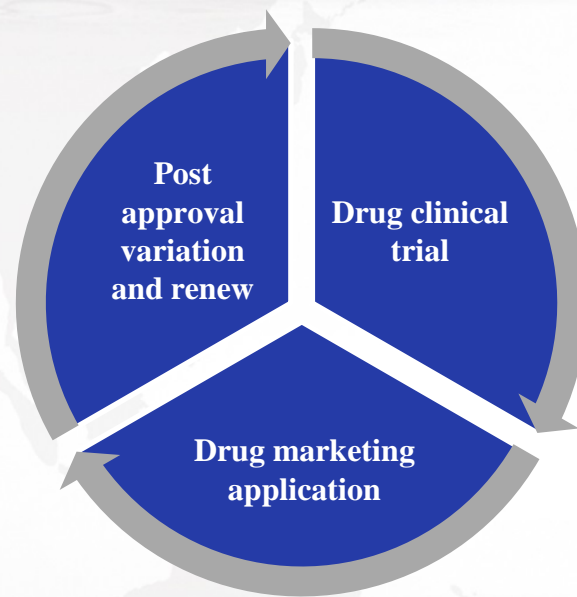 Post
approval
variation
and renew
Drug clinical
trial
Drug marketing
application